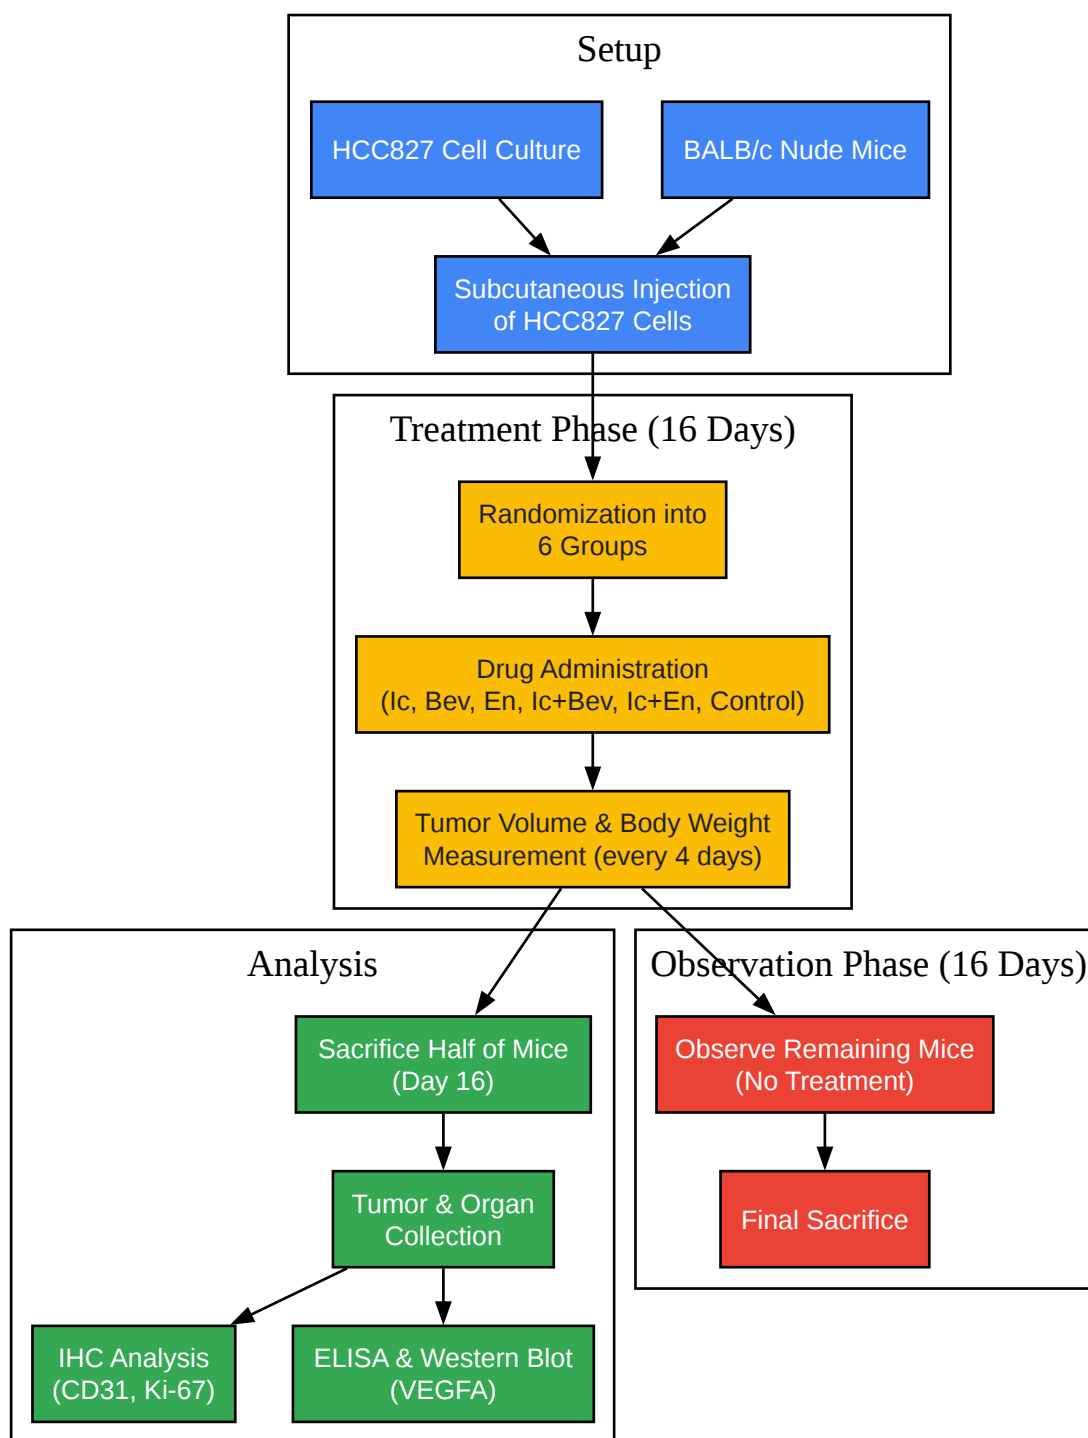 Setup
HCC827 Cell Culture
BALB/c Nude Mice
Subcutaneous Injection
of HCC827 Cells
Treatment Phase (16 Days)
Randomization into
6 Groups
Drug Administration
(Ic, Bev, En, Ic+Bev, Ic+En, Control)
Tumor Volume & Body Weight
Measurement (every 4 days)
Analysis
Sacrifice Half of Mice
(Day 16)
Tumor & Organ
Collection
IHC Analysis
(CD31, Ki-67)
ELISA & Western Blot
(VEGFA)
Observation Phase (16 Days)
Observe Remaining Mice
(No Treatment)
Final Sacrifice